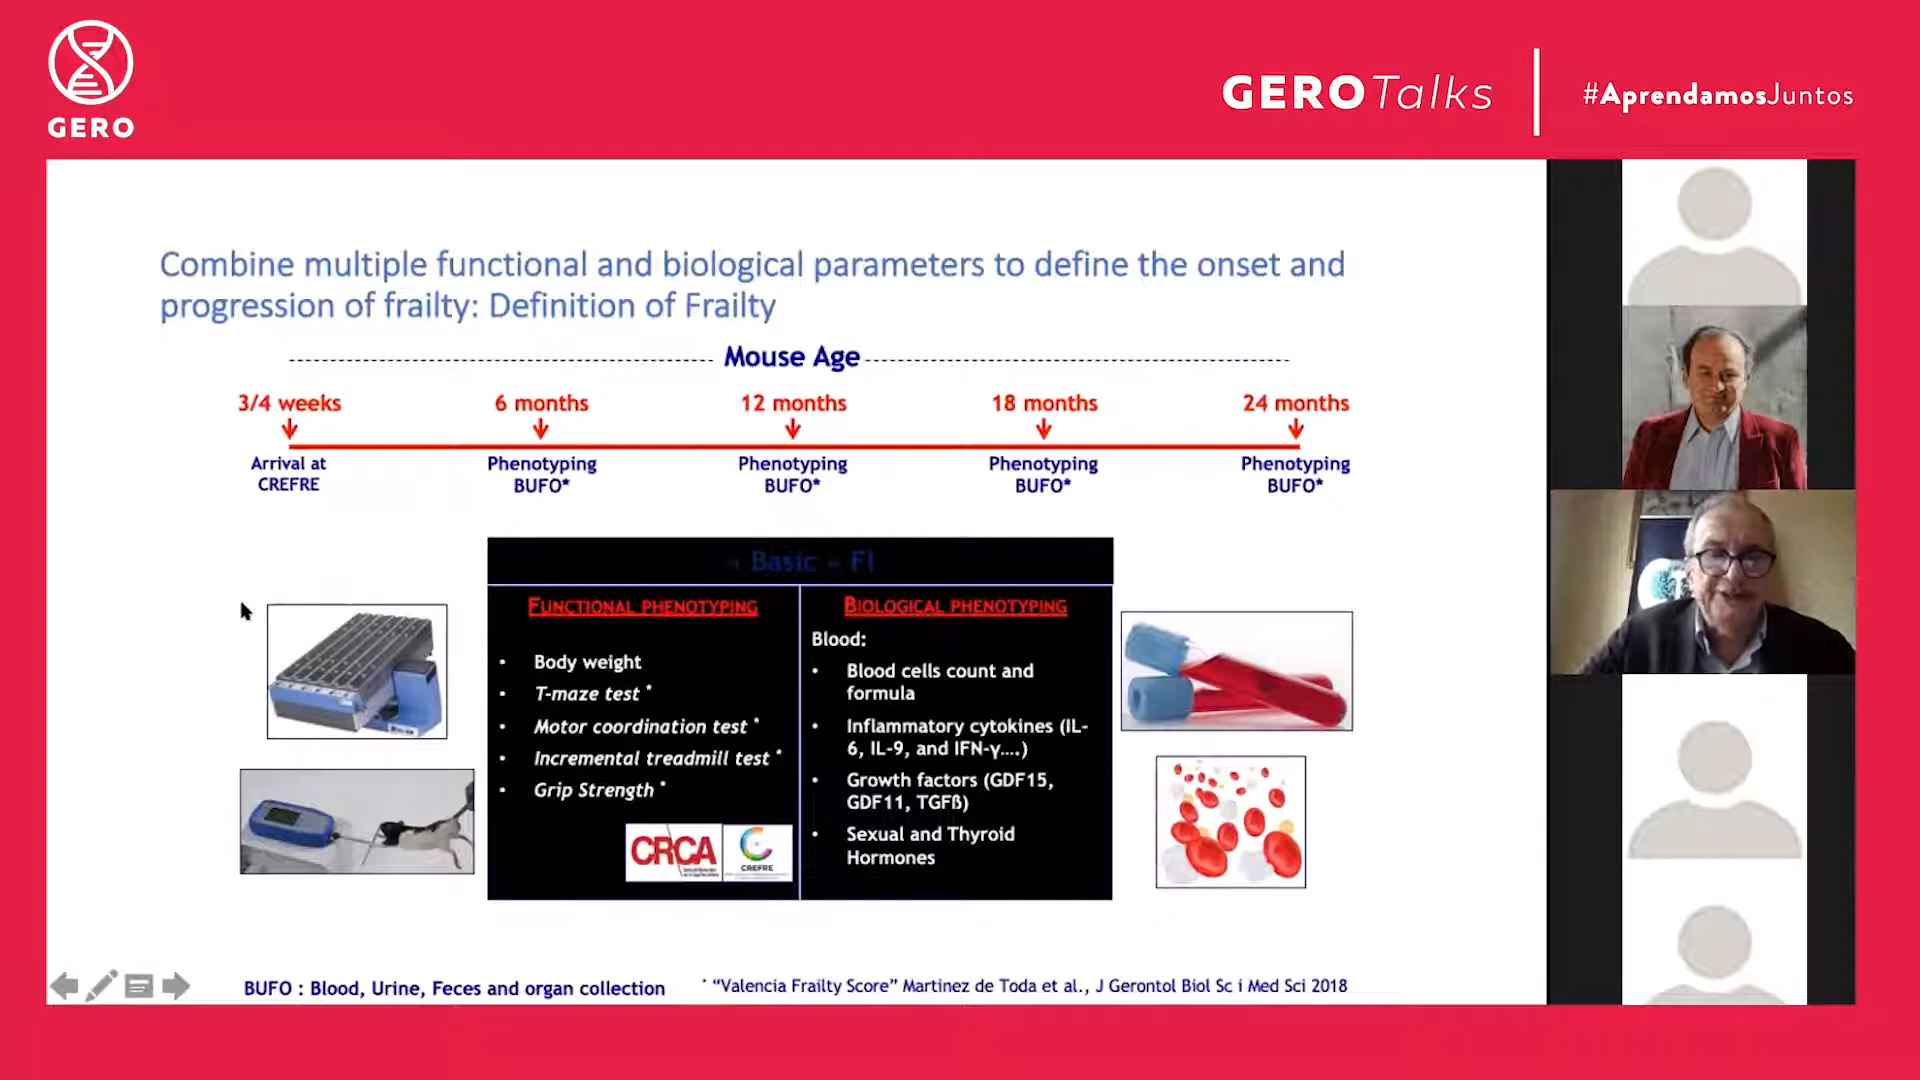 GERO
GEROTalks
#AprendamosJuntos
Combine multiple functional and biological parameters to define the onset and
progression of frailty: Definition of Frailty
Mouse Age
3/4 weeks
6 months
12 months
18 months
24 months
Arrival at
CREFRE
Phenotyping
BUFO*
Phenotyping
BUFO*
Phenotyping
BUFO*
Phenotyping
BUFO*
Basic - FI
FUNCTIONAL PHENOTYPING
• Body weight
• T-maze test *
• Motor coordination test *
• Incremental treadmill test *
• Grip Strength *
CRCA
CREFRE
BIOLOGICAL PHENOTYPING
Blood:
• Blood cells count and
formula
• Inflammatory cytokines (IL-
6, IL-9, and IFN-γ....)
• Growth factors (GDF15,
GDF11, TGFß)
• Sexual and Thyroid
Hormones
BUFO : Blood, Urine, Feces and organ collection
* “Valencia Frailty Score” Martinez de Toda et al., J Gerontol Biol Sc i Med Sci 2018